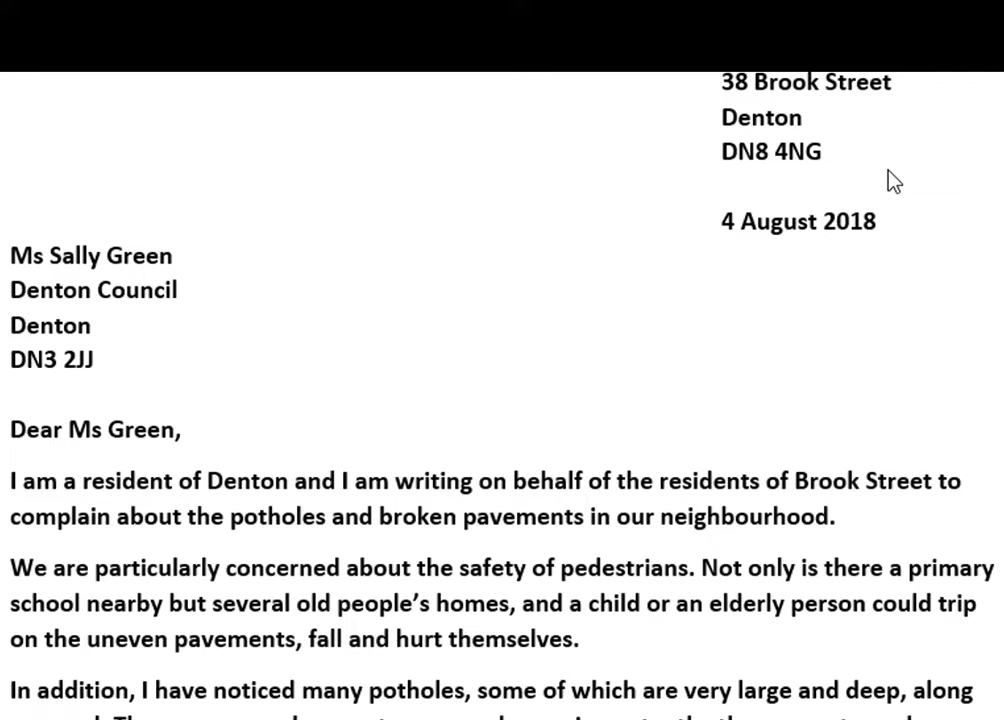 38 Brook Street
Denton
DN8 4NG
4 August 2018
Ms Sally Green
Denton Council
Denton
DN3 2JJ
Dear Ms Green,
I am a resident of Denton and I am writing on behalf of the residents of Brook Street to
complain about the potholes and broken pavements in our neighbourhood.
We are particularly concerned about the safety of pedestrians. Not only is there a primary
school nearby but several old people’s homes, and a child or an elderly person could trip
on the uneven pavements, fall and hurt themselves.
In addition, I have noticed many potholes, some of which are very large and deep, along